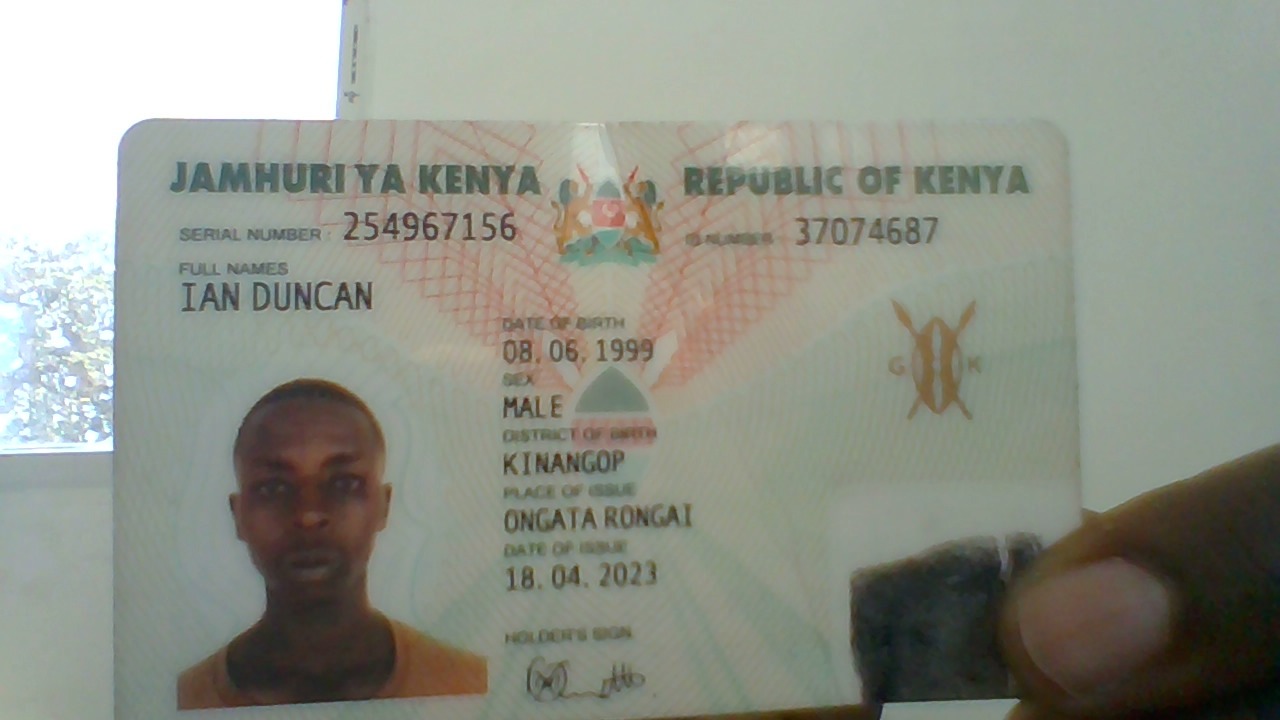 JAMHURI YA KENYA
REPUBLIC OF KENYA
SERIAL NUMBER : 254967156
ID NUMBER 37074687
FULL NAMES
IAN DUNCAN
DATE OF BIRTH
08. 06. 1999
SEX
MALE
DISTRICT OF BIRTH
KINANGOP
PLACE OF ISSUE
ONGATA RONGAI
DATE OF ISSUE
18. 04. 2023
HOLDER'S SIGN
G K